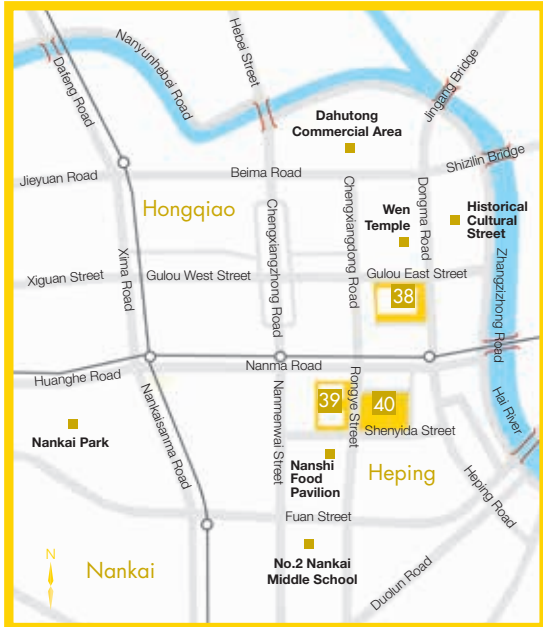 Hebei Street
Nanyunhebei Road
Dafeng Road
Jingang Bridge
Dahutong
Commercial Area
Shizilin Bridge
Jieyuan Road
Beima Road
Hongqiao
Chengxiangzhong Road
Chengxiangdong Road
Dongma Road
Wen
Temple
Historical
Cultural
Street
Xima Road
Zhangzizhong Road
Xiguan Street
Gulou West Street
Gulou East Street
38
Nanma Road
Huanghe Road
Nankaisanma Road
Nanmenwai Street
Rongye Street
39
40
Hai River
Shenyida Street
Nankai Park
Nanshi
Food
Pavilion
Heping
Heping Road
Fuan Street
N
Nankai
No.2 Nankai
Middle School
Duolun Road